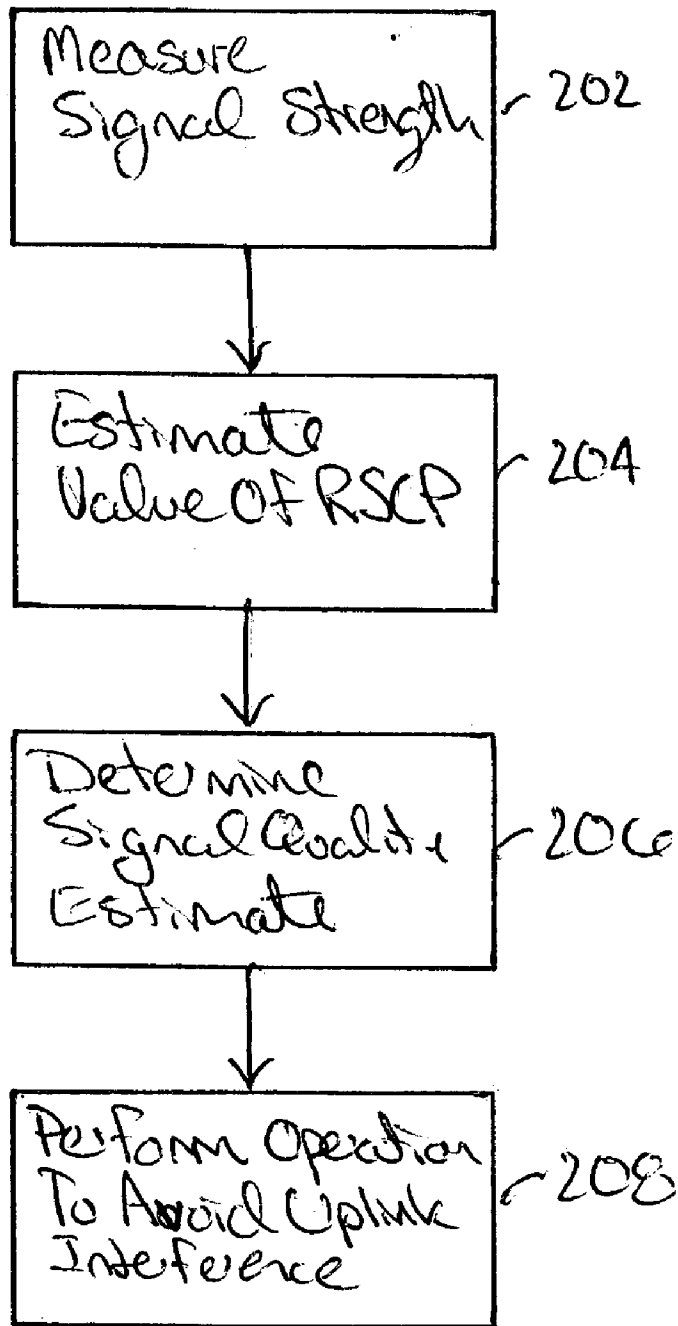 Measure
Signal Strength
202
Estimate
Value Of RSCP
204
Determine
Signal Quality
Estimate
206
Perform Operation
To Avoid Uplink
Interference
208